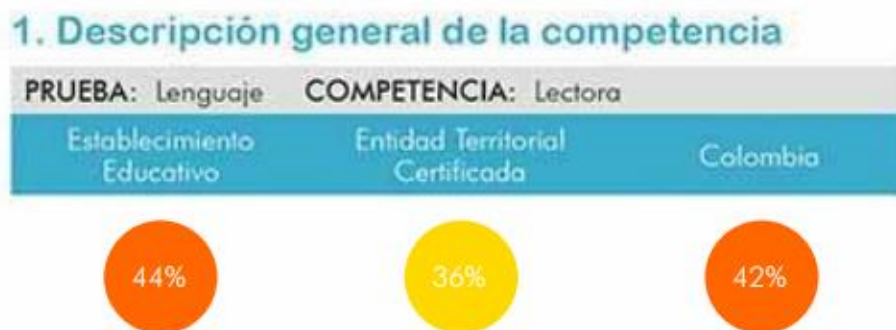 1. Descripción general de la competencia
PRUEBA: Lenguaje COMPETENCIA: Lectora
Establecimiento Educativo
Entidad Territorial Certificada
Colombia
44%
36%
42%